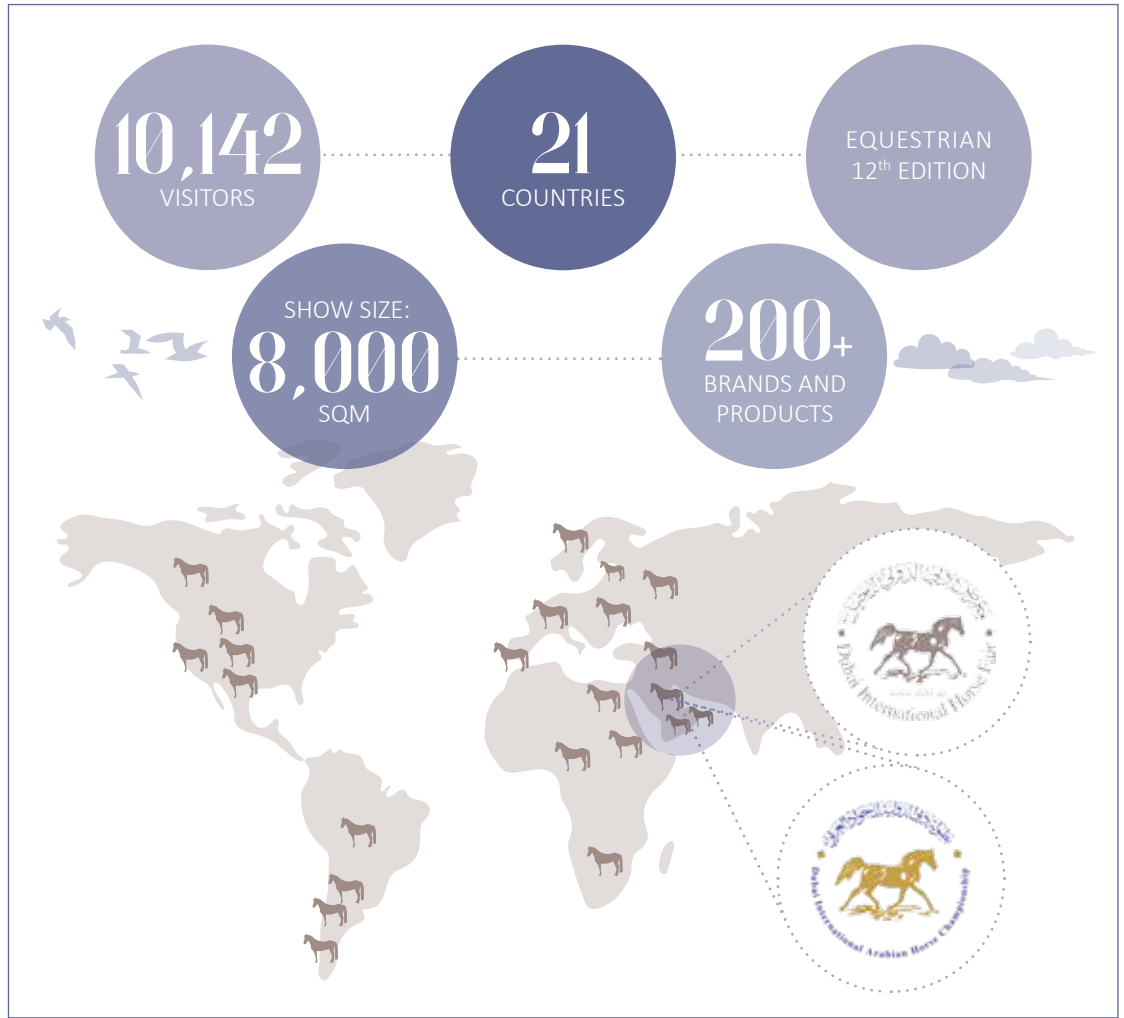 10,142
VISITORS
21
COUNTRIES
EQUESTRIAN
12th EDITION
SHOW SIZE:
8,000
SQM
200+
BRANDS AND
PRODUCTS
Dubai International Horse Fair
Dubai International Arabian Horse Championship